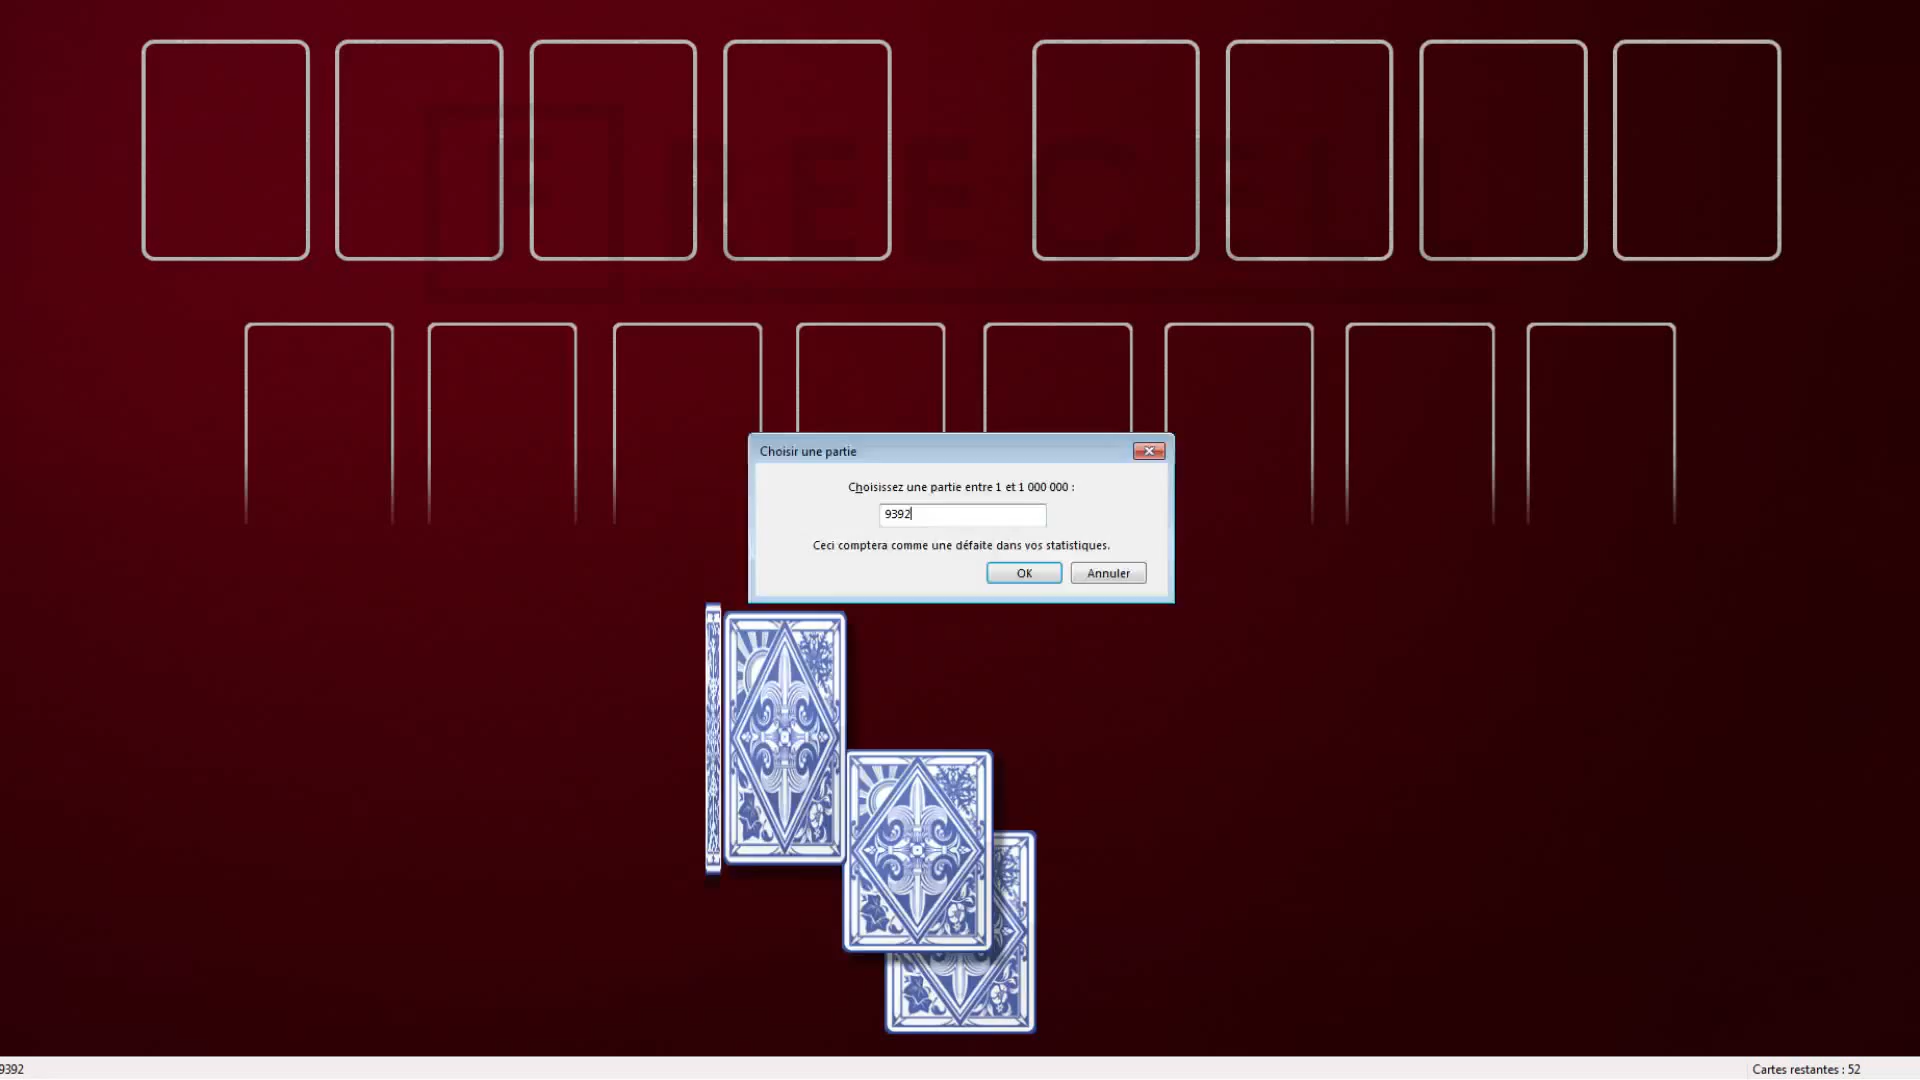 FREECELL
Choisir une partie
Choisissez une partie entre 1 et 1 000 000 :
9392
Ceci comptera comme une défaite dans vos statistiques.
OK
Annuler
9392
Cartes restantes : 52